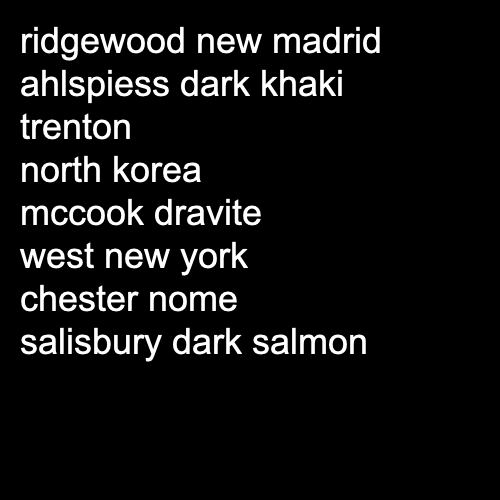 ridgewood new madrid
ahlspiess dark khaki
trenton
north korea
mccook dravite
west new york
chester nome
salisbury dark salmon